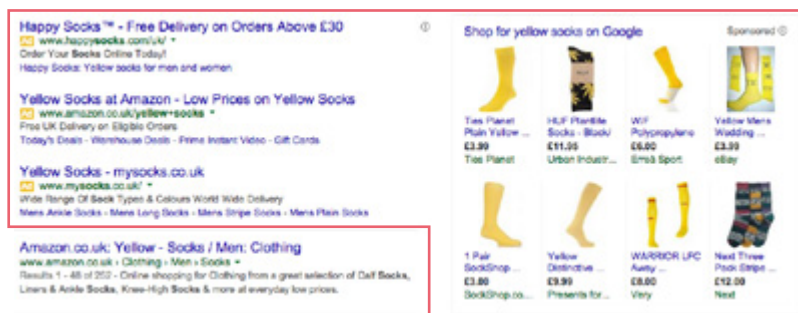 Happy Socks™ - Free Delivery on Orders Above £30
Ad www.happysocks.com/uk/
Order Your Socks Online Today!
Happy Socks: Yellow socks for men and women
Yellow Socks at Amazon - Low Prices on Yellow Socks
Ad www.amazon.co.uk/yellow+socks
Free UK Delivery on Eligible Orders
Today's Deals - Warehouse Deals - Prime Instant Video - Gift Cards
Yellow Socks - mysocks.co.uk
Ad www.mysocks.co.uk/
Wide Range Of Sock Types & Colours World Wide Delivery
Mens Ankle Socks - Mens Long Socks - Mens Stripe Socks - Mens Plain Socks
Amazon.co.uk: Yellow - Socks / Men: Clothing
www.amazon.co.uk › Clothing › Men › Socks
Results 1 - 48 of 252 - Online shopping for Clothing from a great selection of Calf Socks,
Liners & Ankle Socks, Knee-High Socks & more at everyday low prices.
Shop for yellow socks on Google Sponsored
Ties Planet
Plain Yellow ...
£3.99
Ties Planet
HUF Plantlife
Socks - Black/
£11.95
Urban Industr...
Polypropylene
£6.00
Sport
Yellow Mens
Wedding ...
£3.99
eBay
1 Pair
SockShop ...
£3.80
SockShop.co...
Yellow
Distinctive ...
£9.99
Presents for...
WARRIOR LFC
Away ...
£8.00
Very
Next Three
Pack Stripe ...
£12.00
Next